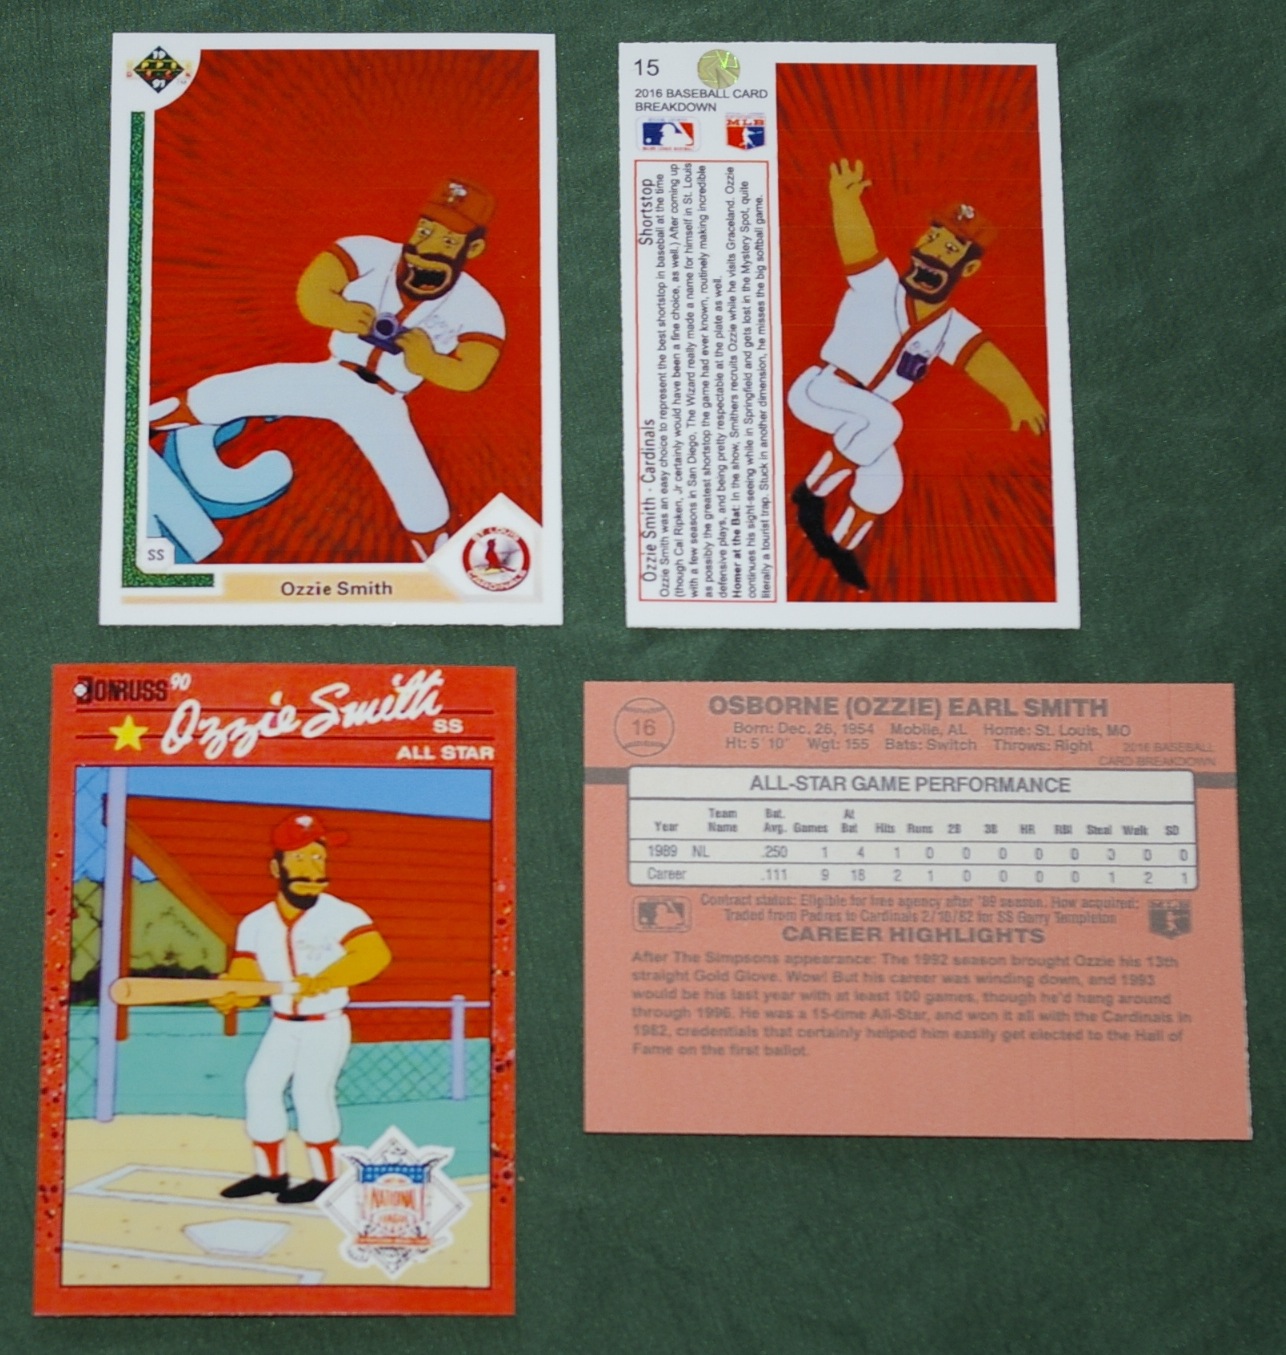 19
91
SS
Ozzie Smith
ST. LOUIS
CARDINALS
15
2016 BASEBALL CARD
BREAKDOWN
MLB
Ozzie Smith - Cardinals Shortstop
Ozzie Smith was an easy choice to represent the best shortstop in baseball at the time
(though Cal Ripken, Jr certainly would have been a fine choice, as well.) After coming up
with a few seasons in San Diego, The Wizard really made a name for himself in St. Louis
as possibly the greatest shortstop the game had ever known, routinely making incredible
defensive plays, and being pretty respectable at the plate as well.
Homer at the Bat: In the show, Smithers recruits Ozzie while he visits Graceland. Ozzie
continues his sight-seeing while in Springfield and gets lost in the Mystery Spot, quite
literally a tourist trap. Stuck in another dimension, he misses the big softball game.
DONRUSS '90
Ozzie Smith
SS
ALL STAR
NATIONAL
LEAGUE
16
OSBORNE (OZZIE) EARL SMITH
Born: Dec. 26, 1954 Mobile, AL Home: St. Louis, MO
Ht: 5' 10" Wgt: 155 Bats: Switch Throws: Right
2016 BASEBALL
CARD BREAKDOWN
ALL-STAR GAME PERFORMANCE
Year Team Name Bat. Avg. Games At Bat Hits Runs 2B 3B HR RBI Steal Walk SO
1989 NL .250 1 4 1 0 0 0 0 0 0 0 0
Career .111 9 18 2 1 0 0 0 0 1 2 1
Contract status: Eligible for free agency after '89 season. How acquired:
Traded from Padres to Cardinals 2/10/82 for SS Garry Templeton
CAREER HIGHLIGHTS
After The Simpsons appearance: The 1992 season brought Ozzie his 13th
straight Gold Glove. Wow! But his career was winding down, and 1993
would be his last year with at least 100 games, though he'd hang around
through 1996. He was a 15-time All-Star, and won it all with the Cardinals in
1982, credentials that certainly helped him easily get elected to the Hall of
Fame on the first ballot.